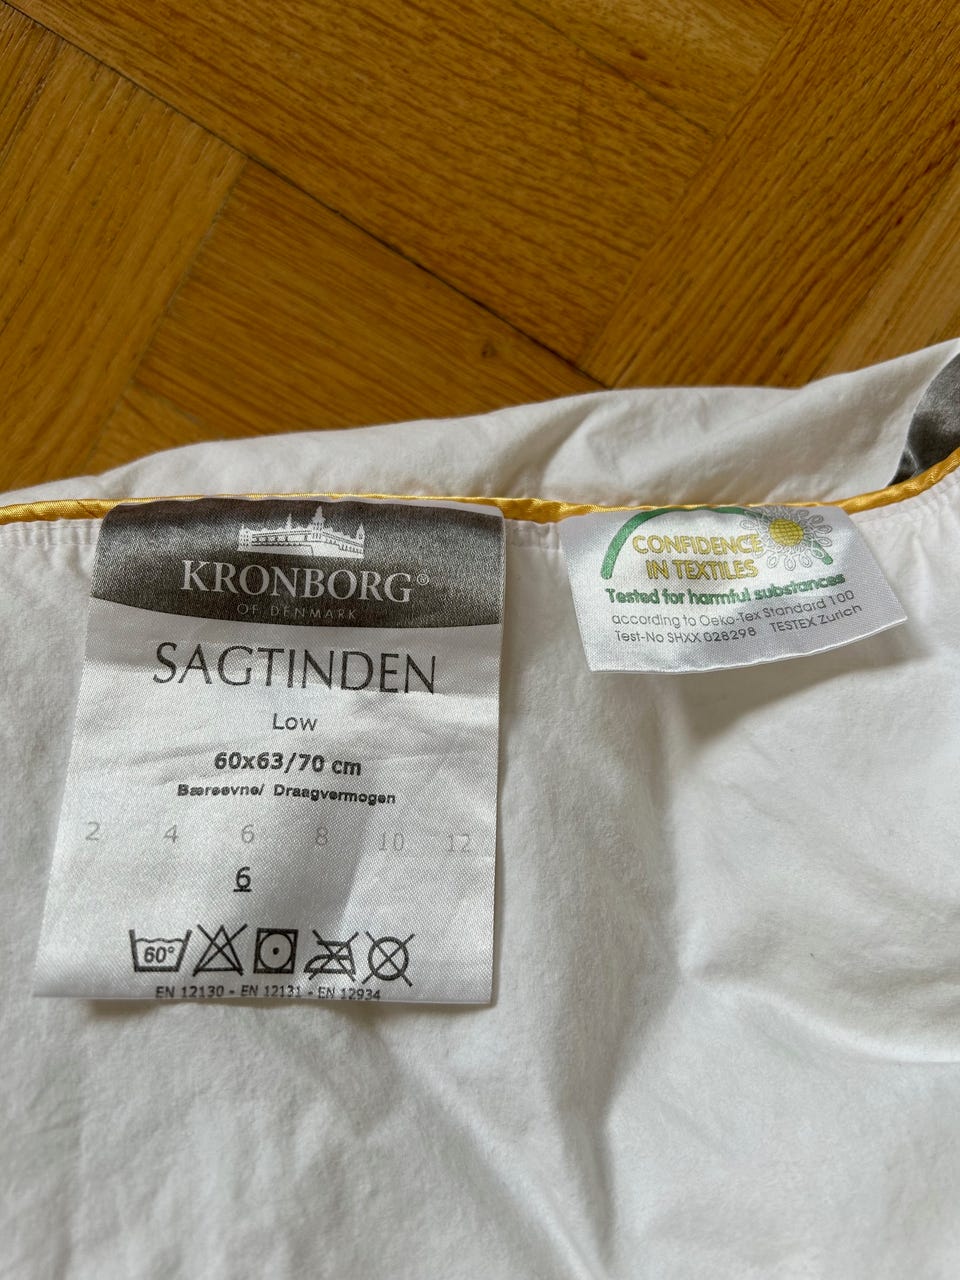 KRONBORG®
OF DENMARK
SAGTINDEN
Low
60x63/70 cm
Bæreevne/ Draagvermogen
2 4 6 8 10 12
6
60°
EN 12130 - EN 12131 - EN 12934
CONFIDENCE
IN TEXTILES
Tested for harmful substances
according to Oeko-Tex Standard 100
Test-No SHXX 028298 TESTEX Zurich